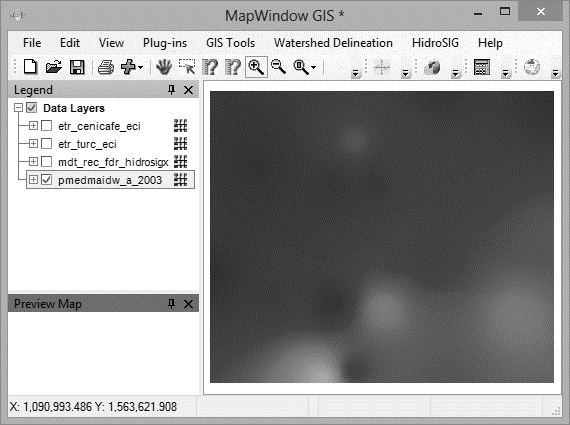 MapWindow GIS *
File Edit View Plug-ins GIS Tools Watershed Delineation HidroSIG Help
Legend
Data Layers
etr_cenicafe_eci
etr_turc_eci
mdt_rec_fdr_hidrosigx
pmedmaidw_a_2003
Preview Map
X: 1,090,993.486 Y: 1,563,621.908